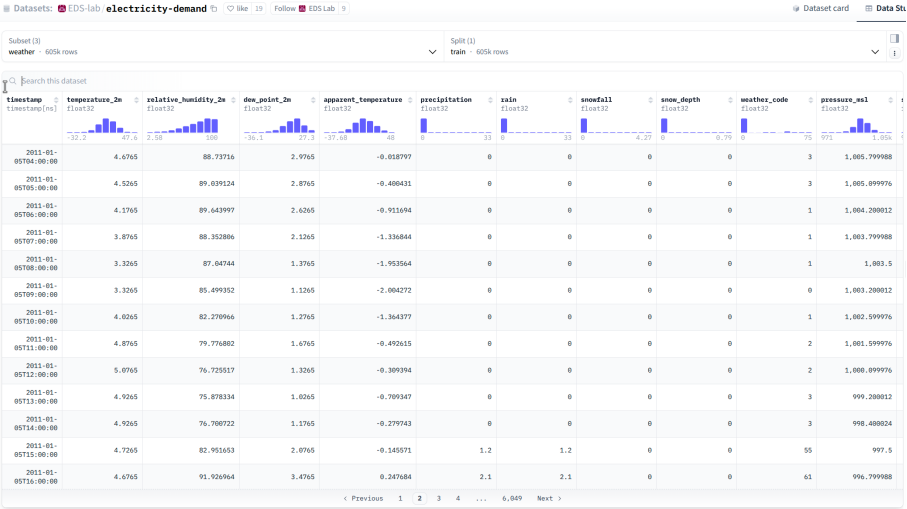 Datasets: EDS-lab / electricity-demand like 19 Follow EDS Lab 9 Dataset card Data Stu
Subset (3) Split (1)
weather · 605k rows train · 605k rows
Search this dataset
timestamp temperature_2m relative_humidity_2m dew_point_2m apparent_temperature precipitation rain snowfall snow_depth weather_code pressure_msl
timestamp[ns] float32 float32 float32 float32 float32 float32 float32 float32 float32 float32
-32.2 47.6 2.58 100 -36.1 27.3 -37.68 48 0 33 0 33 0 4.27 0 0.79 0 75 971 1.05k
2011-01-05T04:00:00 4.6765 88.73716 2.9765 -0.018797 0 0 0 0 3 1,005.799988
2011-01-05T05:00:00 4.5265 89.039124 2.8765 -0.400431 0 0 0 0 3 1,005.099976
2011-01-05T06:00:00 4.1765 89.643997 2.6265 -0.911694 0 0 0 0 1 1,004.200012
2011-01-05T07:00:00 3.8765 88.352806 2.1265 -1.336844 0 0 0 0 1 1,003.799988
2011-01-05T08:00:00 3.3265 87.04744 1.3765 -1.953564 0 0 0 0 1 1,003.5
2011-01-05T09:00:00 3.3265 85.499352 1.1265 -2.004272 0 0 0 0 0 1,003.200012
2011-01-05T10:00:00 4.0265 82.270966 1.2765 -1.364377 0 0 0 0 1 1,002.599976
2011-01-05T11:00:00 4.8765 79.776802 1.6765 -0.492615 0 0 0 0 2 1,001.599976
2011-01-05T12:00:00 5.0765 76.725517 1.3265 -0.309394 0 0 0 0 2 1,000.099976
2011-01-05T13:00:00 4.9265 75.878334 1.0265 -0.709347 0 0 0 0 3 999.200012
2011-01-05T14:00:00 4.9265 76.700722 1.1765 -0.279743 0 0 0 0 3 998.400024
2011-01-05T15:00:00 4.7265 82.951653 2.0765 -0.145571 1.2 1.2 0 0 55 997.5
2011-01-05T16:00:00 4.6765 91.926964 3.4765 0.247684 2.1 2.1 0 0 61 996.799988
< Previous 1 2 3 4 ... 6,049 Next >